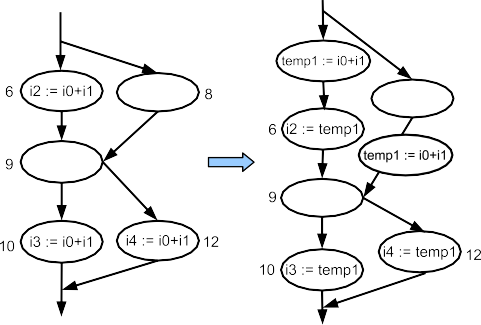 6 i2 := i0+i1 8
9
10 i3 := i0+i1 i4 := i0+i1 12
temp1 := i0+i1
6 i2 := temp1
temp1 := i0+i1
9
i4 := temp1 12
10 i3 := temp1